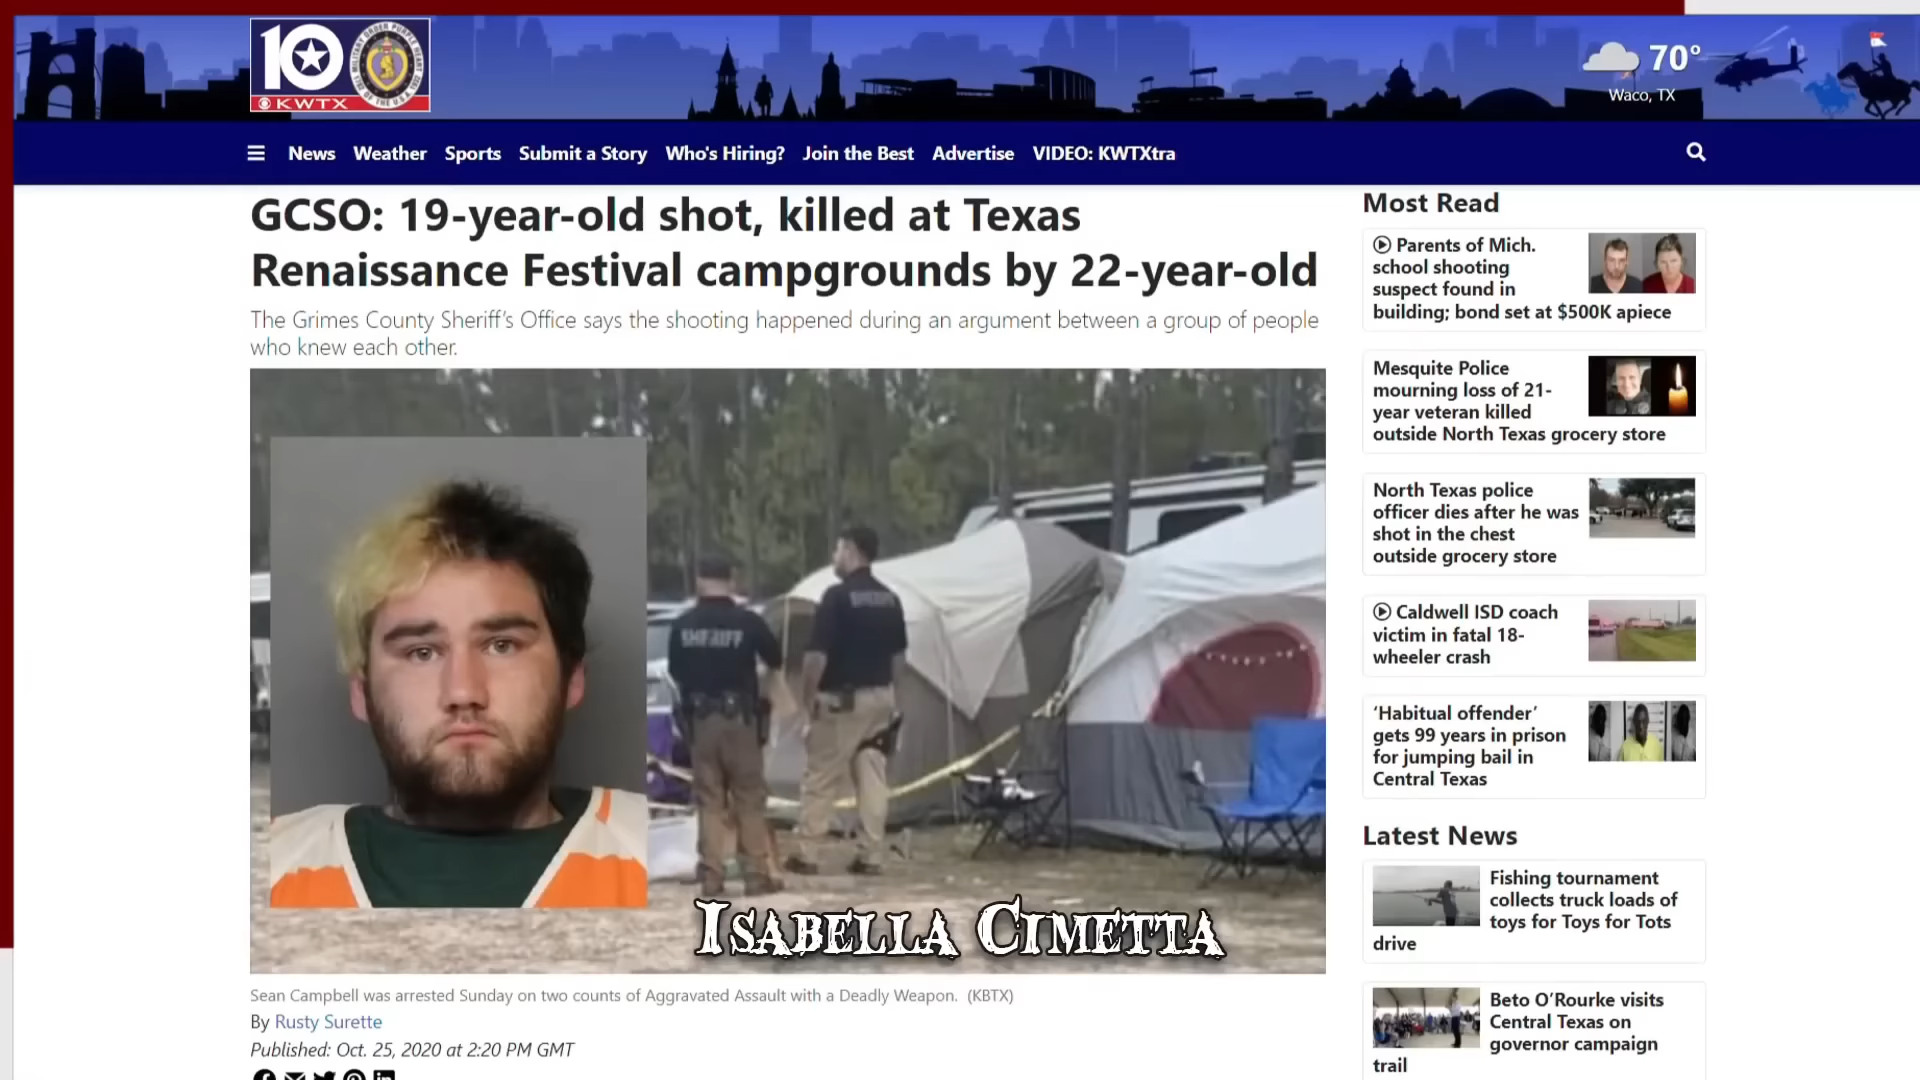 10
KWTX
MILITARY ORDER PURPLE HEART
OF THE U.S.A. 1932
70°
Waco, TX
News Weather Sports Submit a Story Who's Hiring? Join the Best Advertise VIDEO: KWTXtra
GCSO: 19-year-old shot, killed at Texas
Renaissance Festival campgrounds by 22-year-old
The Grimes County Sheriff's Office says the shooting happened during an argument between a group of people
who knew each other.
SHERIFF
SHERIFF
Isabella Cimetta
Sean Campbell was arrested Sunday on two counts of Aggravated Assault with a Deadly Weapon. (KBTX)
By Rusty Surette
Published: Oct. 25, 2020 at 2:20 PM GMT
Most Read
Parents of Mich.
school shooting
suspect found in
building; bond set at $500K apiece
Mesquite Police
mourning loss of 21-
year veteran killed
outside North Texas grocery store
North Texas police
officer dies after he was
shot in the chest
outside grocery store
Caldwell ISD coach
victim in fatal 18-
wheeler crash
‘Habitual offender’
gets 99 years in prison
for jumping bail in
Central Texas
Latest News
Fishing tournament
collects truck loads of
toys for Toys for Tots
drive
Beto O’Rourke visits
Central Texas on
governor campaign
trail